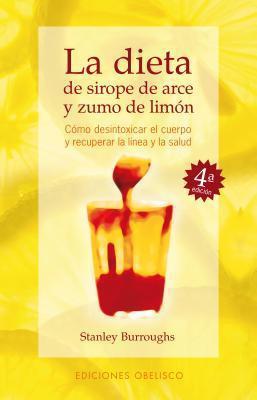 La dieta
de sirope de arce
y zumo de limón
Cómo desintoxicar el cuerpo
y recuperar la línea y la salud
4ª
edición
Stanley Burroughs
EDICIONES OBELISCO